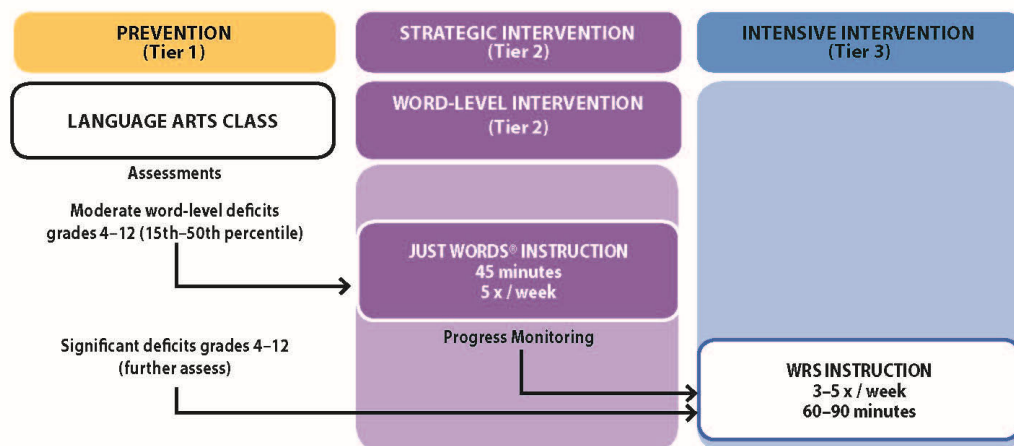 PREVENTION
(Tier 1)
STRATEGIC INTERVENTION
(Tier 2)
INTENSIVE INTERVENTION
(Tier 3)
LANGUAGE ARTS CLASS
WORD-LEVEL INTERVENTION
(Tier 2)
Assessments
Moderate word-level deficits
grades 4–12 (15th–50th percentile)
JUST WORDS® INSTRUCTION
45 minutes
5 x / week
Progress Monitoring
Significant deficits grades 4–12
(further assess)
WRS INSTRUCTION
3–5 x / week
60–90 minutes